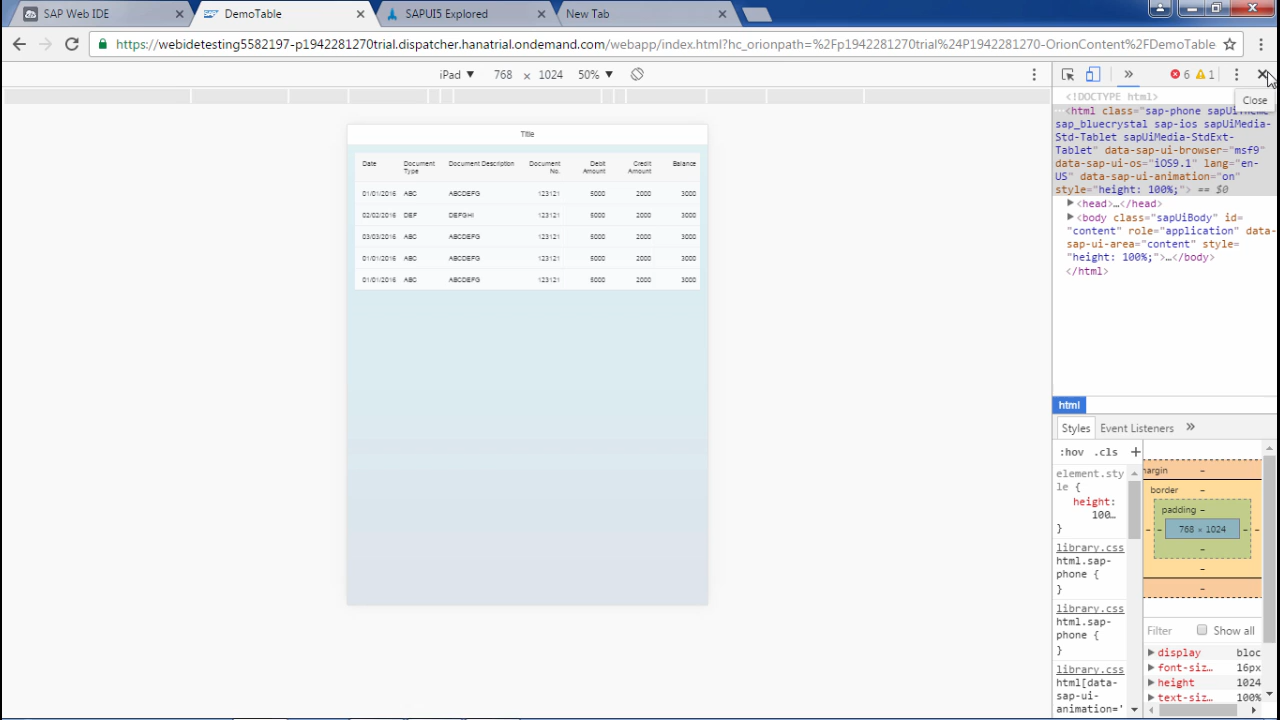 SAP Web IDE
DemoTable
SAPUI5 Explored
New Tab
https://webidetesting5582197-p1942281270trial.dispatcher.hanatrial.ondemand.com/webapp/index.html?hc_orionpath=%2Fp1942281270trial%24P1942281270-OrionContent%2FDemoTable
iPad ▼ 768 × 1024 50% ▼
» 6 1
Close
<!DOCTYPE html>
<html class="sap-phone
sap_bluecrystal sap-ios sapUiMedia-
Std-Tablet sapUiMedia-StdExt-
Tablet" data-sap-ui-browser="msf9"
data-sap-ui-os="iOS9.1" lang="en-
US" data-sap-ui-animation="on"
style="height: 100%;"> == $0
<head>…</head>
<body class="sapUiBody" id=
"content" role="application" data-
sap-ui-area="content" style=
"height: 100%;">…</body>
</html>
Title
Date Document Type Document Description Document No. Debit Amount Credit Amount Balance
01/01/2016 ABC ABCDEFG 123121 5000 2000 3000
02/02/2016 DEF DEFGHI 123121 5000 2000 3000
03/03/2016 ABC ABCDEFG 123121 5000 2000 3000
01/01/2016 ABC ABCDEFG 123121 5000 2000 3000
01/01/2016 ABC ABCDEFG 123121 5000 2000 3000
html
Styles Event Listeners »
:hov .cls +
element.sty
le {
height:
100…
}
library.css
html.sap-
phone {
}
library.css
html.sap-
phone {
}
library.css
html[data-
sap-ui-
animation='
margin –
border –
padding –
768 × 1024
–
–
–
Filter Show all
display bloc
font-siz… 16px
height 1024
text-siz… 100%